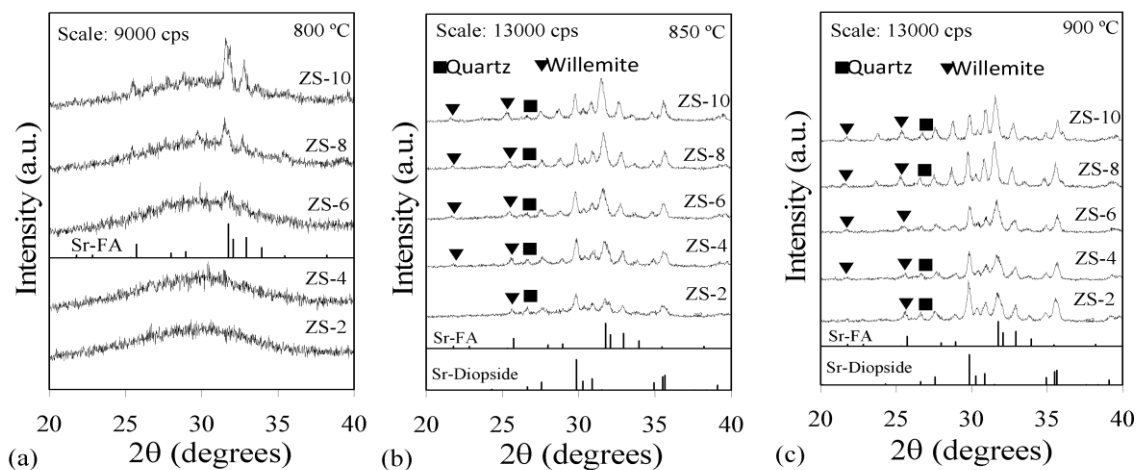 Scale: 9000 cps 800 ºC
ZS-10
ZS-8
ZS-6
Sr-FA
ZS-4
ZS-2
Intensity (a.u.)
20 25 30 35 40
2θ (degrees)
(a)
Scale: 13000 cps 850 ºC
■Quartz ▼Willemite
ZS-10
ZS-8
ZS-6
ZS-4
ZS-2
Sr-FA
Sr-Diopside
Intensity (a.u.)
20 25 30 35 40
2θ (degrees)
(b)
Scale: 13000 cps 900 ºC
■Quartz ▼Willemite
ZS-10
ZS-8
ZS-6
ZS-4
ZS-2
Sr-FA
Sr-Diopside
Intensity (a.u.)
20 25 30 35 40
2θ (degrees)
(c)